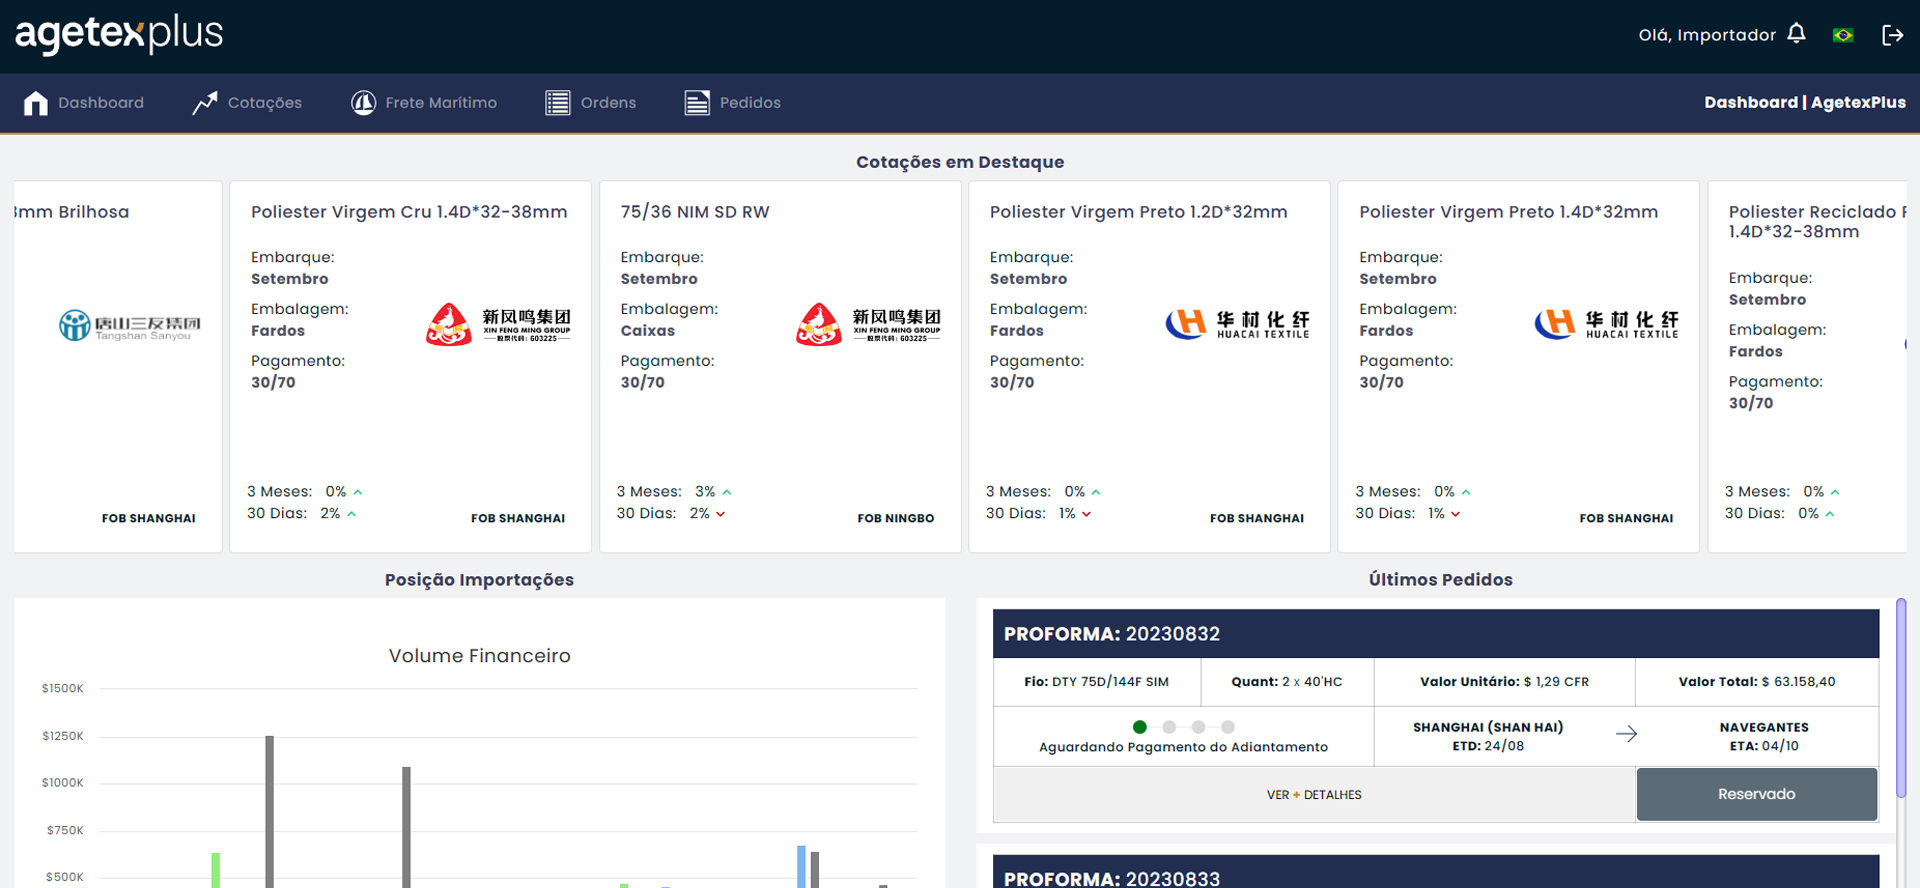 agetexplus
Olá, Importador
Dashboard
Cotações
Frete Marítimo
Ordens
Pedidos
Dashboard | AgetexPlus
Cotações em Destaque
3mm Brilhosa
唐山三友集团
Tangshan Sanyou
FOB SHANGHAI
Poliester Virgem Cru 1.4D*32-38mm
Embarque:
Setembro
Embalagem:
Fardos
Pagamento:
30/70
新凤鸣集团
XIN FENG MING GROUP
股票代码: 603225
3 Meses: 0%
30 Dias: 2%
FOB SHANGHAI
75/36 NIM SD RW
Embarque:
Setembro
Embalagem:
Caixas
Pagamento:
30/70
新凤鸣集团
XIN FENG MING GROUP
股票代码: 603225
3 Meses: 3%
30 Dias: 2%
FOB NINGBO
Poliester Virgem Preto 1.2D*32mm
Embarque:
Setembro
Embalagem:
Fardos
Pagamento:
30/70
华材化纤
HUACAI TEXTILE
3 Meses: 0%
30 Dias: 1%
FOB SHANGHAI
Poliester Virgem Preto 1.4D*32mm
Embarque:
Setembro
Embalagem:
Fardos
Pagamento:
30/70
华材化纤
HUACAI TEXTILE
3 Meses: 0%
30 Dias: 1%
FOB SHANGHAI
Poliester Reciclado
1.4D*32-38mm
Embarque:
Setembro
Embalagem:
Fardos
Pagamento:
30/70
3 Meses: 0%
30 Dias: 0%
Posição Importações
Volume Financeiro
$1500K
$1250K
$1000K
$750K
$500K
Últimos Pedidos
PROFORMA: 20230832
Fio: DTY 75D/144F SIM
Quant: 2 x 40'HC
Valor Unitário: $ 1,29 CFR
Valor Total: $ 63.158,40
Aguardando Pagamento do Adiantamento
SHANGHAI (SHAN HAI)
ETD: 24/08
NAVEGANTES
ETA: 04/10
VER + DETALHES
Reservado
PROFORMA: 20230833